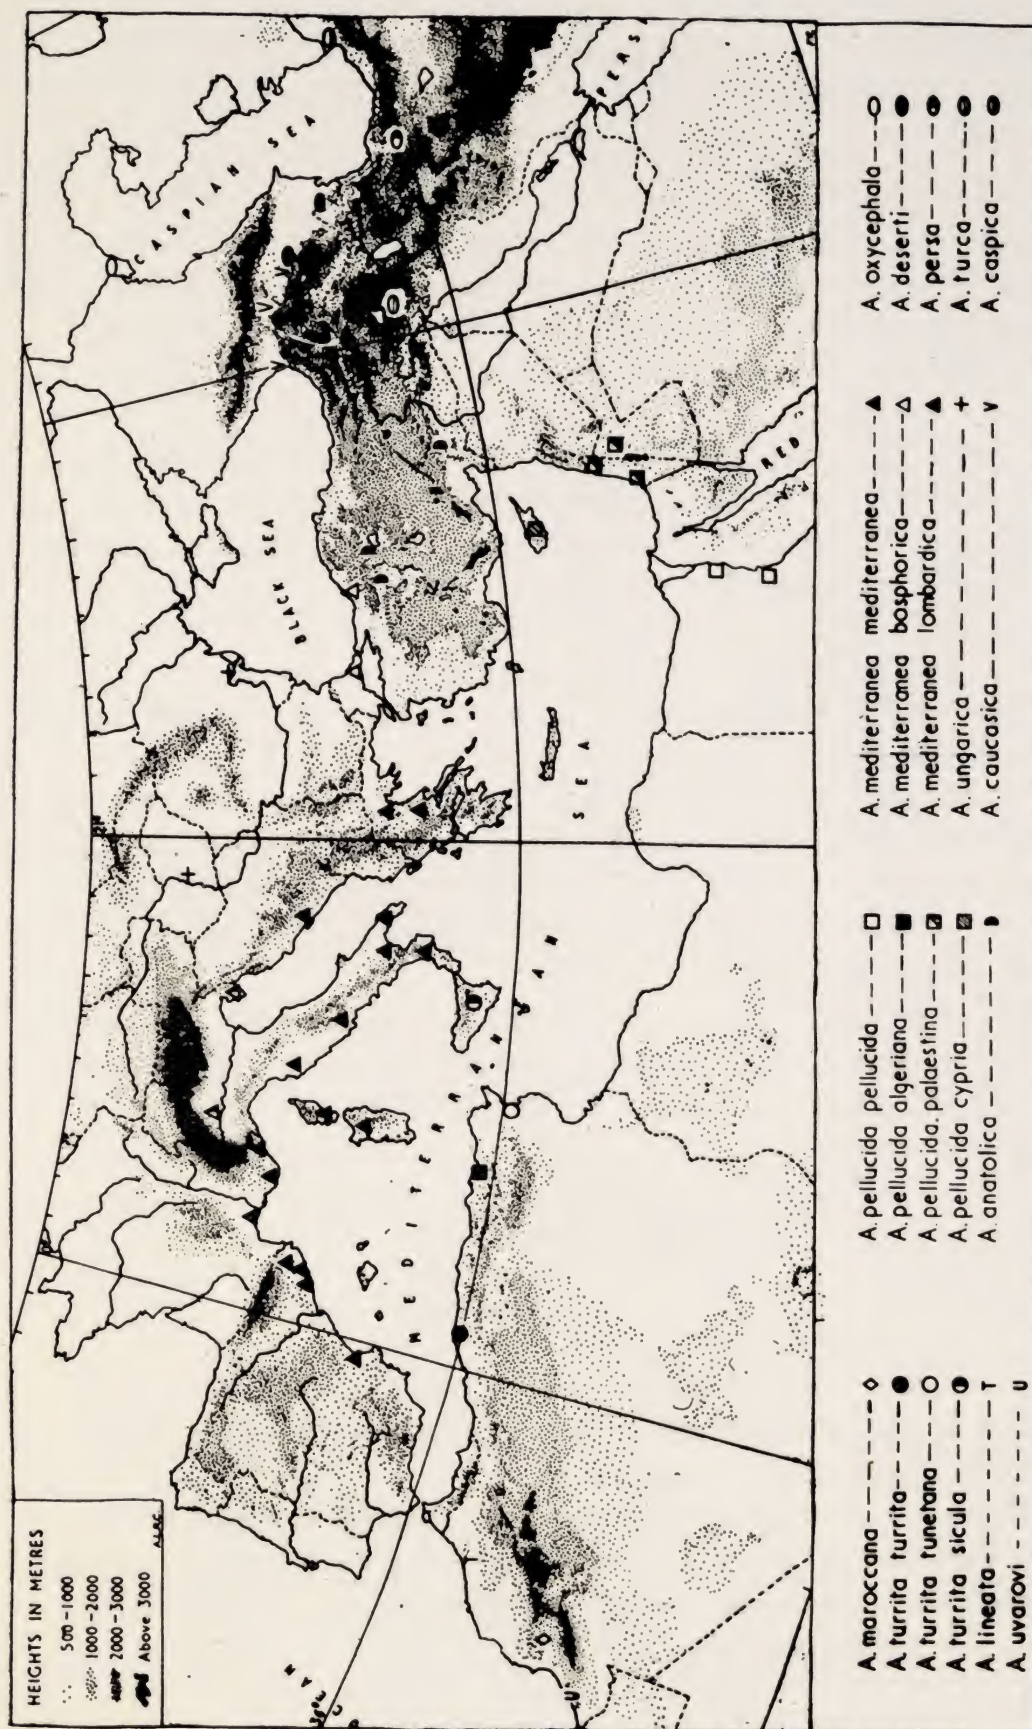 HEIGHTS IN METRES
500-1000
1000-2000
2000-3000
Above 3000
CASPIAN SEA
BLACK SEA
MEDITERRANEAN
SEA
RED
PERS
A. maroccana
A. turrita turrita
A. turrita tunetana
A. turrita sicula
A. lineata T
A. uvarovi U
A. pellucida pellucida
A. pellucida algeriana
A. pellucida palaestina
A. pellucida cypria
A. anatolica
A. mediterranea mediterranea
A. mediterranea bosphorica
A. mediterranea lombardica
A. ungarica +
A. caucasica V
A. oxycephala
A. deserti
A. persa
A. turca
A. caspica